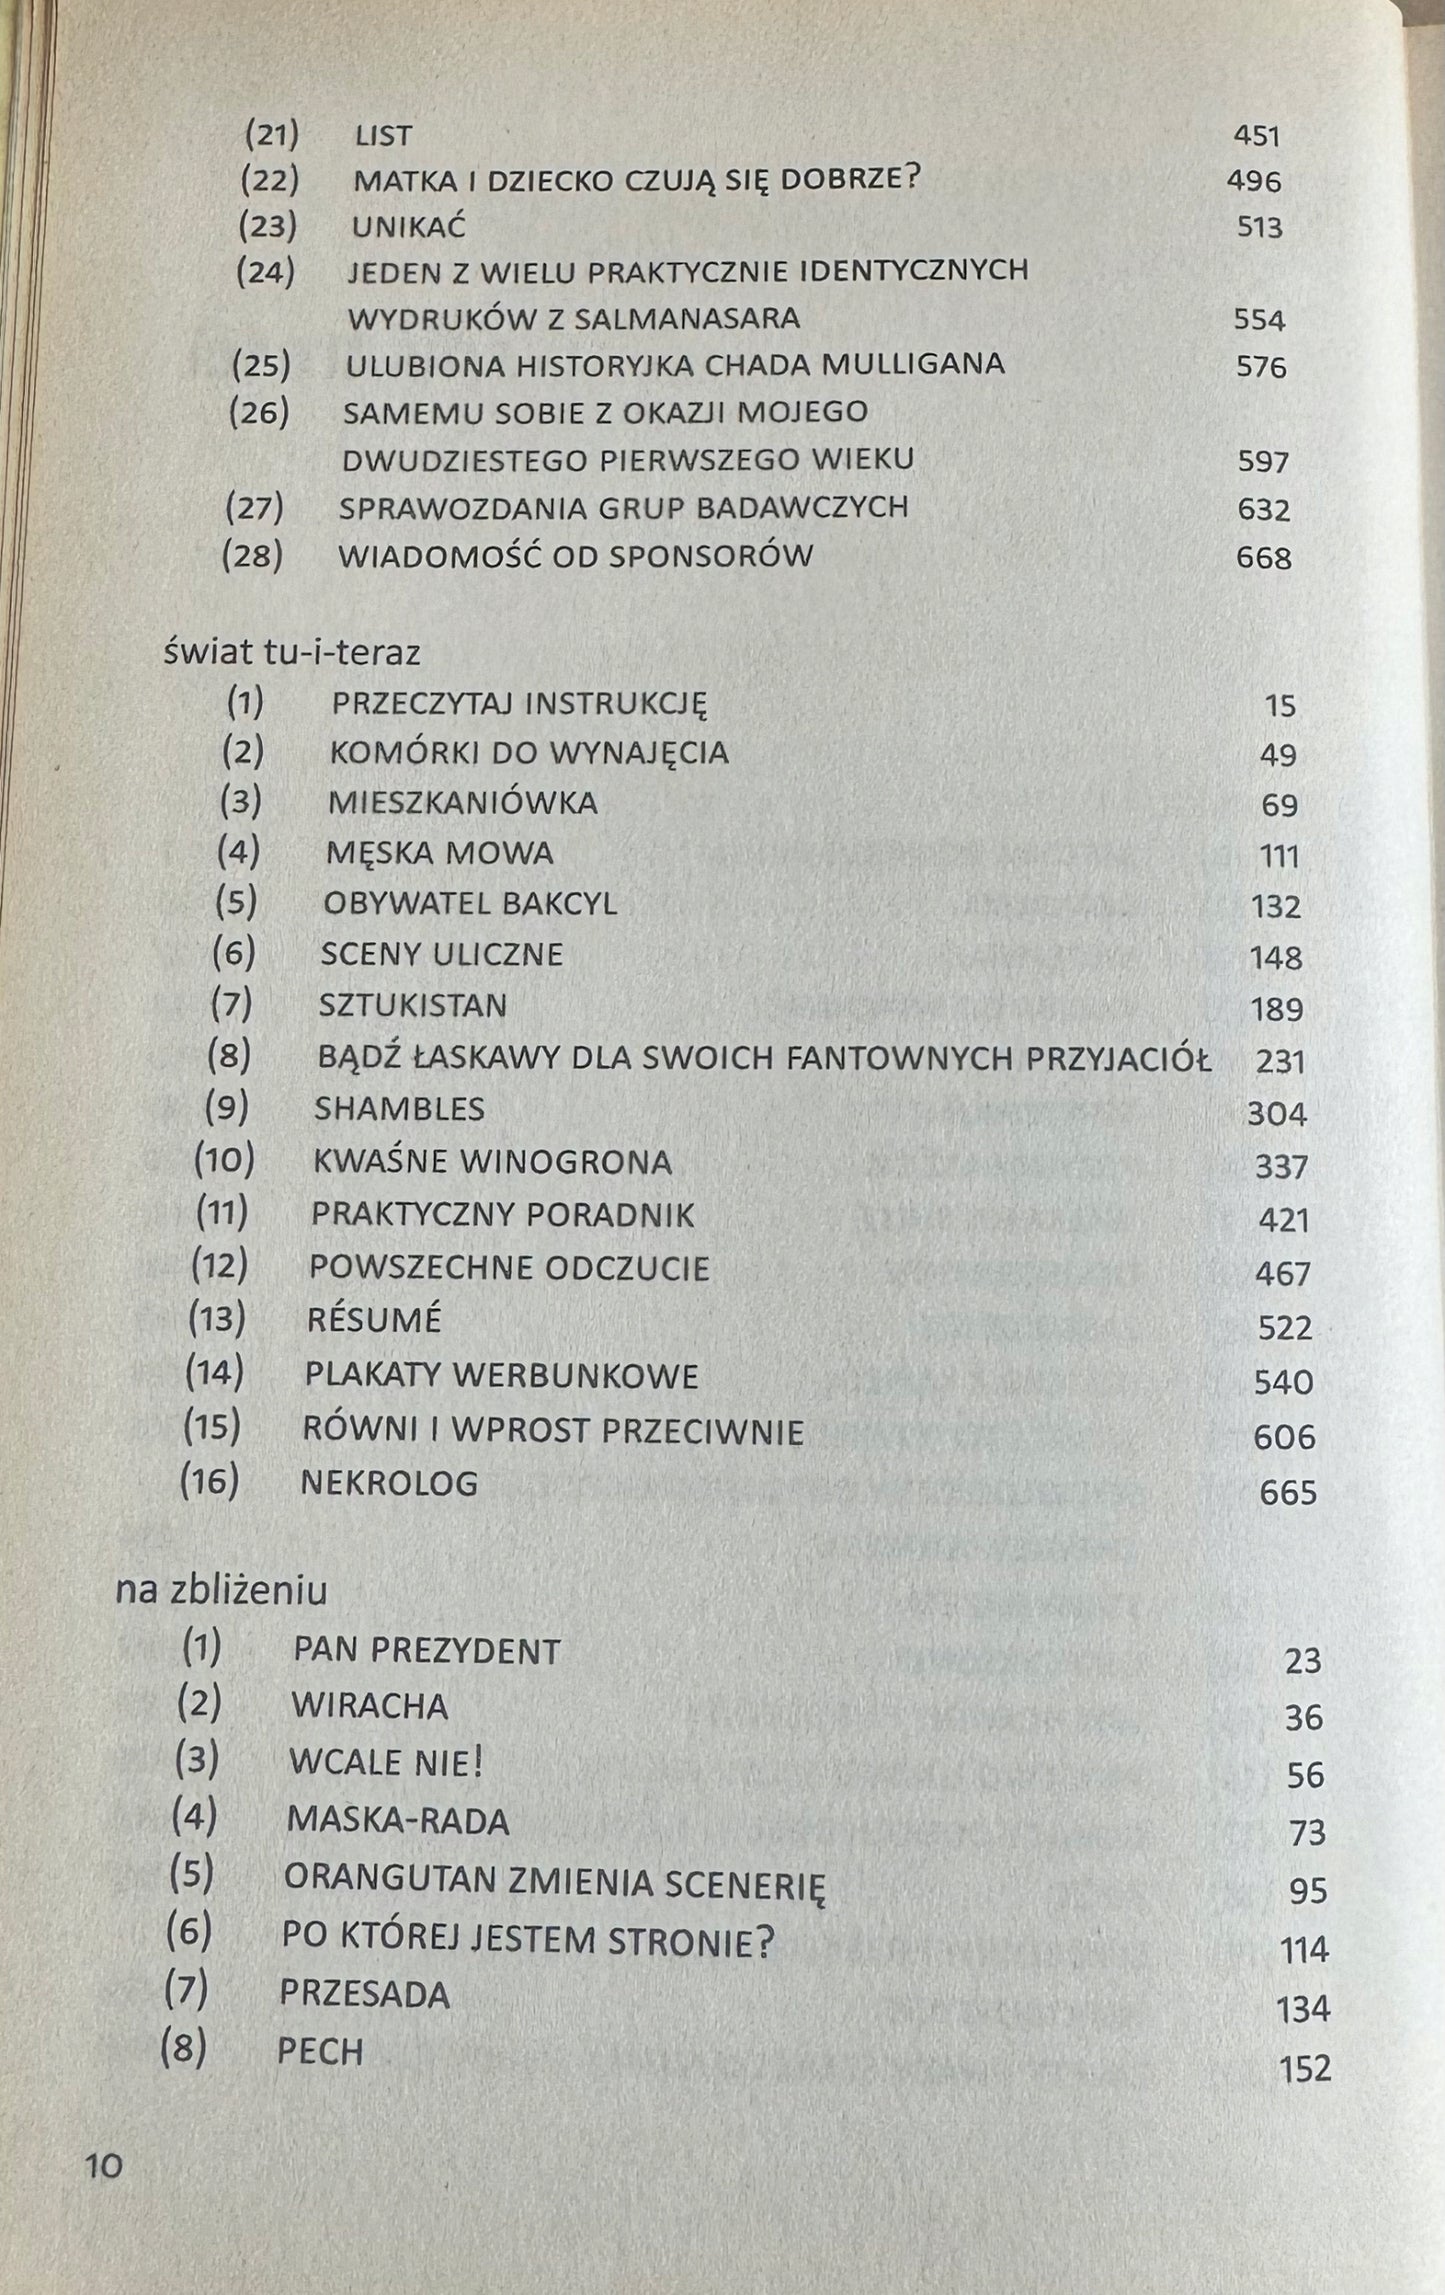 (21) LIST 451
(22) MATKA I DZIECKO CZUJĄ SIĘ DOBRZE? 496
(23) UNIKAĆ 513
(24) JEDEN Z WIELU PRAKTYCZNIE IDENTYCZNYCH
WYDRUKÓW Z SALMANASARA 554
(25) ULUBIONA HISTORYJKA CHADA MULLIGANA 576
(26) SAMEMU SOBIE Z OKAZJI MOJEGO
DWUDZIESTEGO PIERWSZEGO WIEKU 597
(27) SPRAWOZDANIA GRUP BADAWCZYCH 632
(28) WIADOMOŚĆ OD SPONSORÓW 668
świat tu-i-teraz
(1) PRZECZYTAJ INSTRUKCJĘ 15
(2) KOMÓRKI DO WYNAJĘCIA 49
(3) MIESZKANIÓWKA 69
(4) MĘSKA MOWA 111
(5) OBYWATEL BAKCYL 132
(6) SCENY ULICZNE 148
(7) SZTUKISTAN 189
(8) BĄDŹ ŁASKAWY DLA SWOICH FANTOWNYCH PRZYJACIÓŁ 231
(9) SHAMBLES 304
(10) KWAŚNE WINOGRONA 337
(11) PRAKTYCZNY PORADNIK 421
(12) POWSZECHNE ODCZUCIE 467
(13) RÉSUMÉ 522
(14) PLAKATY WERBUNKOWE 540
(15) RÓWNI I WPROST PRZECIWNIE 606
(16) NEKROLOG 665
na zbliżeniu
(1) PAN PREZYDENT 23
(2) WIRACHA 36
(3) WCALE NIE! 56
(4) MASKA-RADA 73
(5) ORANGUTAN ZMIENIA SCENERIĘ 95
(6) PO KTÓREJ JESTEM STRONIE? 114
(7) PRZESADA 134
(8) PECH 152
10